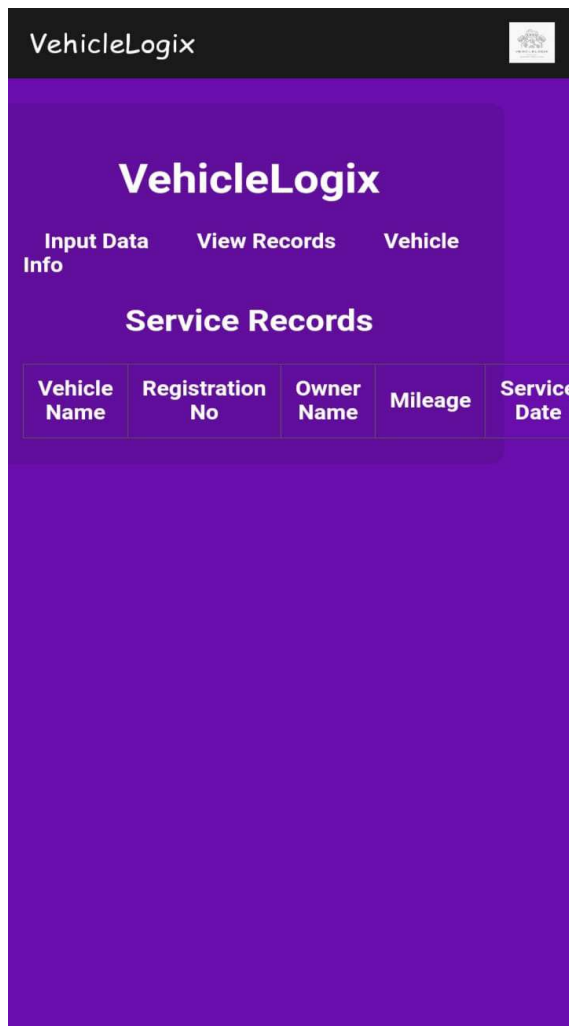 VehicleLogix
VehicleLogix
Input Data View Records Vehicle
Info
Service Records
Vehicle Name Registration No Owner Name Mileage Service Date